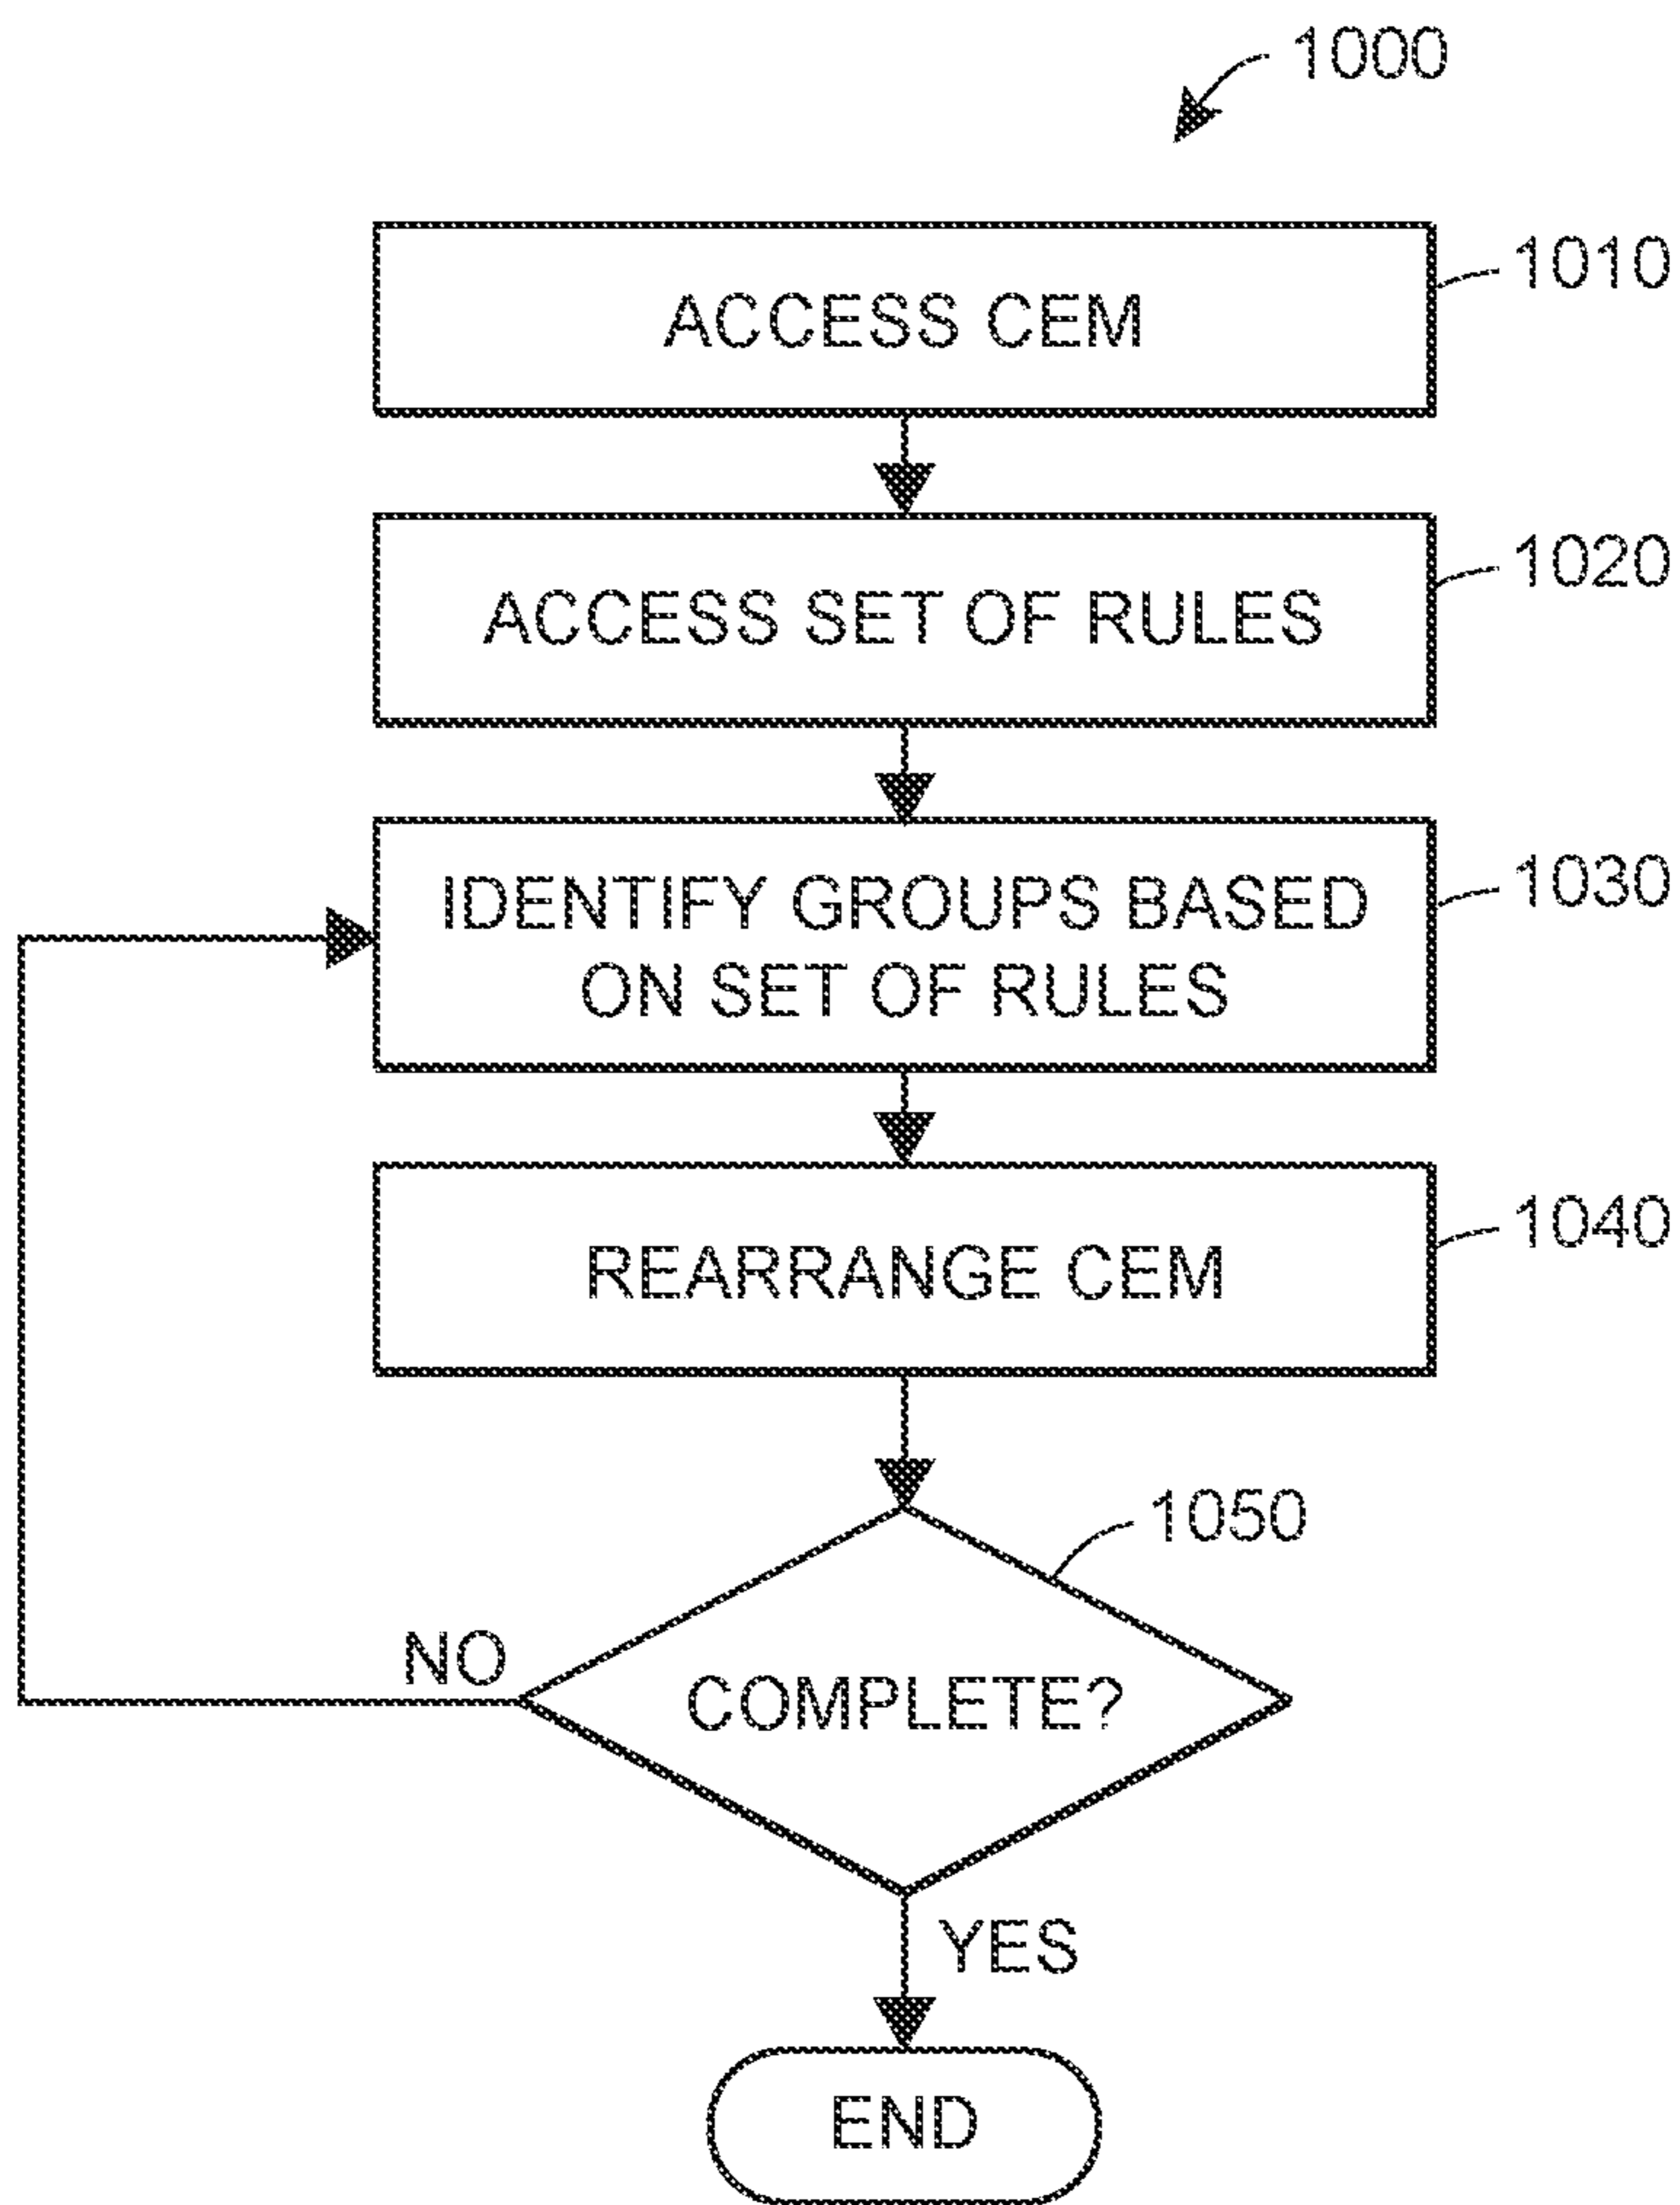 1000
ACCESS CEM
1010
ACCESS SET OF RULES
1020
IDENTIFY GROUPS BASED
ON SET OF RULES
1030
REARRANGE CEM
1040
1050
COMPLETE?
NO
YES
END